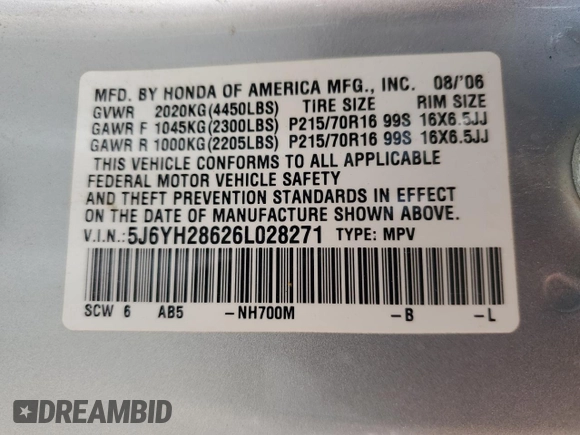 MFD. BY HONDA OF AMERICA MFG., INC. 08/'06
GVWR 2020KG(4450LBS) TIRE SIZE RIM SIZE
GAWR F 1045KG(2300LBS) P215/70R16 99S 16X6.5JJ
GAWR R 1000KG(2205LBS) P215/70R16 99S 16X6.5JJ
THIS VEHICLE CONFORMS TO ALL APPLICABLE
FEDERAL MOTOR VEHICLE SAFETY
AND THEFT PREVENTION STANDARDS IN EFFECT
ON DATE OF MANUFACTURE SHOWN ABOVE.
V.I.N.:5J6YH28626L028271 TYPE: MPV
SCW 6 AB5 -NH700M -B -L
DREAMBID